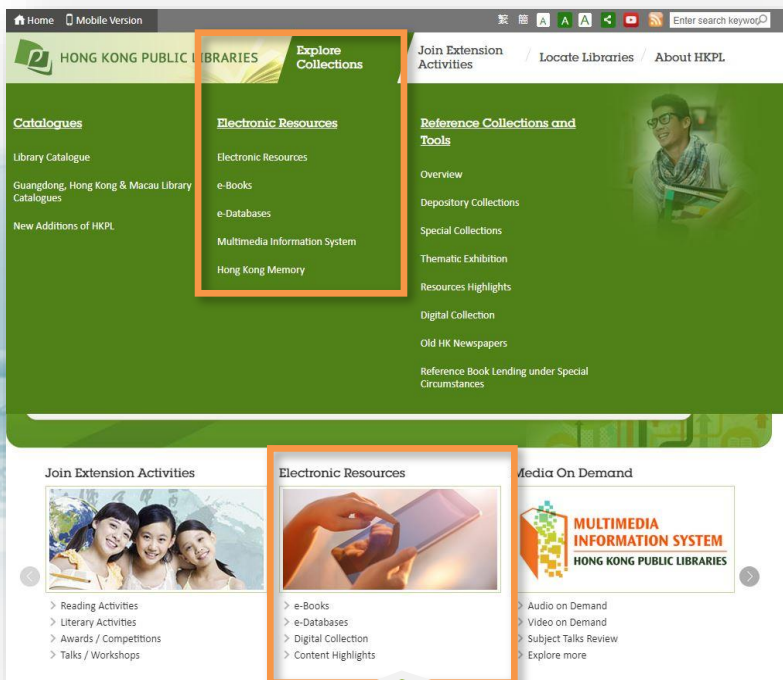 Home Mobile Version 繁 簡 A A A Enter search keyword
HONG KONG PUBLIC LIBRARIES
Explore
Collections
Join Extension
Activities
Locate Libraries
About HKPL
Catalogues
Library Catalogue
Guangdong, Hong Kong & Macau Library
Catalogues
New Additions of HKPL
Electronic Resources
Electronic Resources
e-Books
e-Databases
Multimedia Information System
Hong Kong Memory
Reference Collections and
Tools
Overview
Depository Collections
Special Collections
Thematic Exhibition
Resources Highlights
Digital Collection
Old HK Newspapers
Reference Book Lending under Special
Circumstances
Join Extension Activities
> Reading Activities
> Literary Activities
> Awards / Competitions
> Talks / Workshops
Electronic Resources
> e-Books
> e-Databases
> Digital Collection
> Content Highlights
Media On Demand
MULTIMEDIA
INFORMATION SYSTEM
HONG KONG PUBLIC LIBRARIES
> Audio on Demand
> Video on Demand
> Subject Talks Review
> Explore more